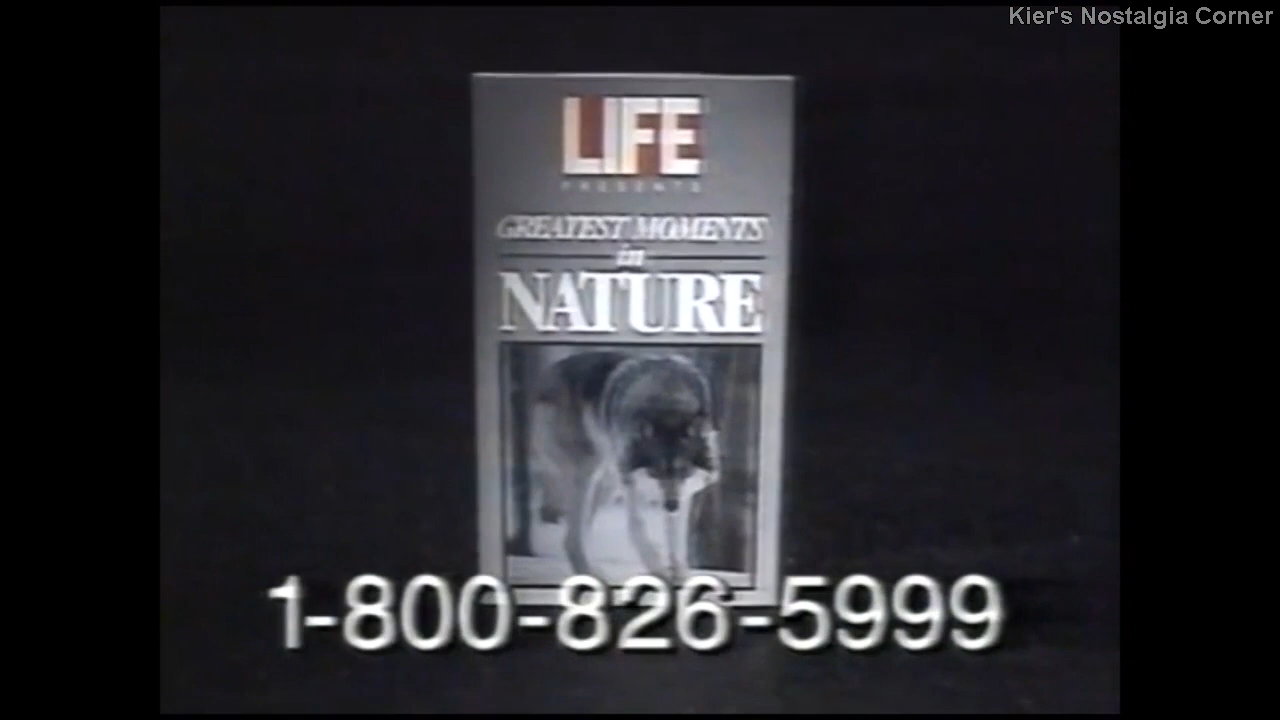 Kier's Nostalgia Corner
LIFE
PRESENTS
GREATEST MOMENTS
in
NATURE
1-800-826-5999